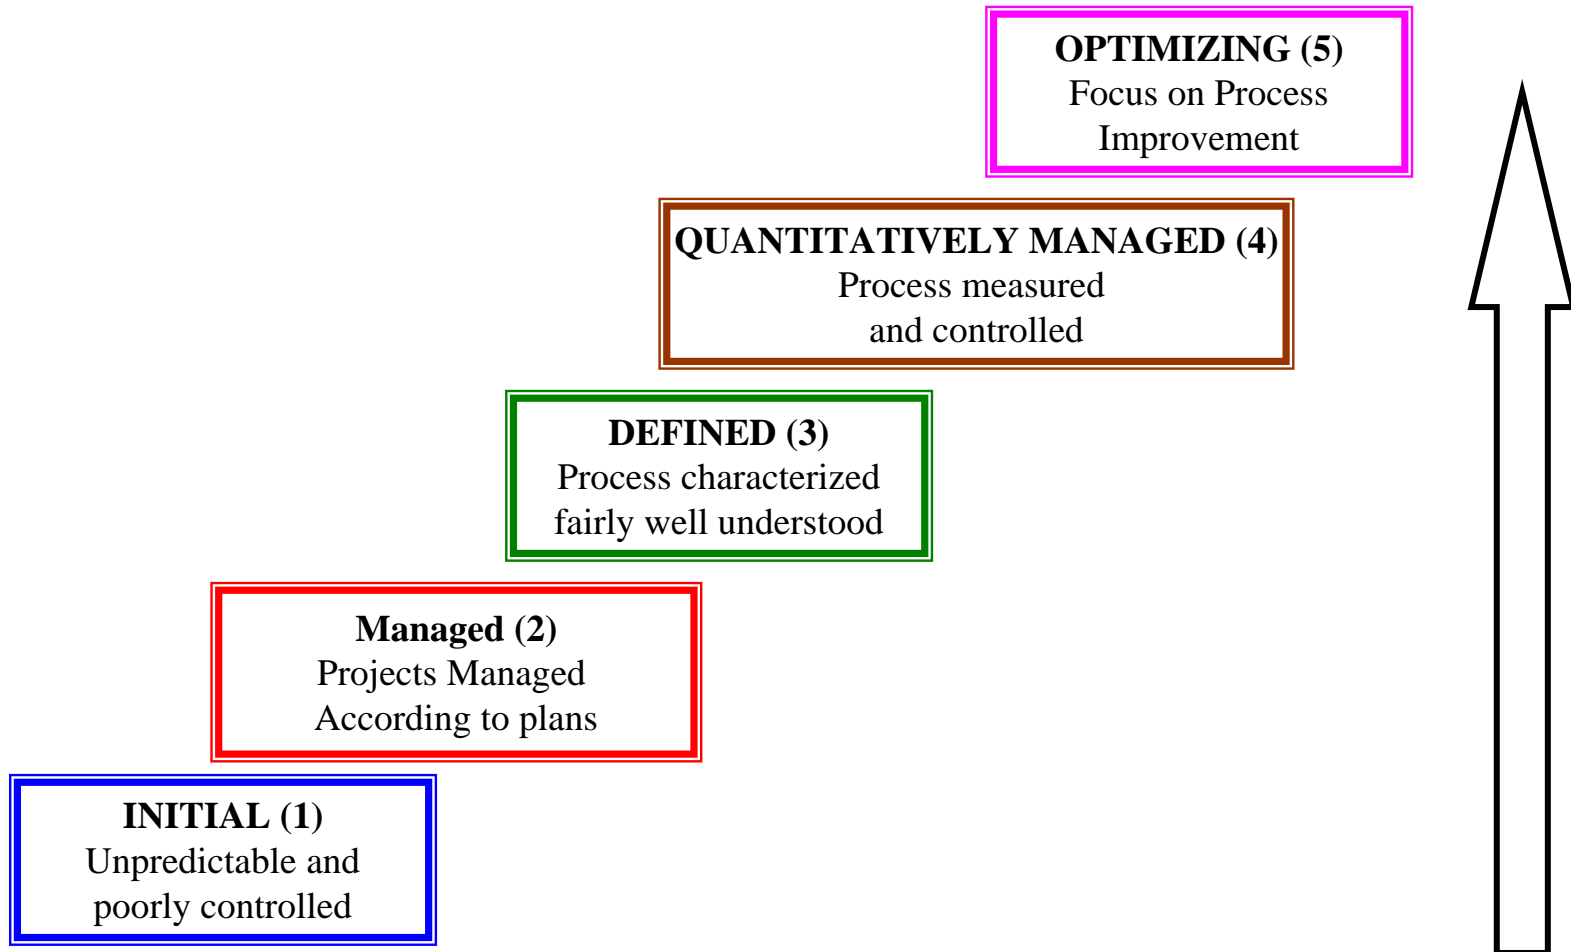 OPTIMIZING (5)
Focus on Process
Improvement
QUANTITATIVELY MANAGED (4)
Process measured
and controlled
DEFINED (3)
Process characterized
fairly well understood
Managed (2)
Projects Managed
According to plans
INITIAL (1)
Unpredictable and
poorly controlled